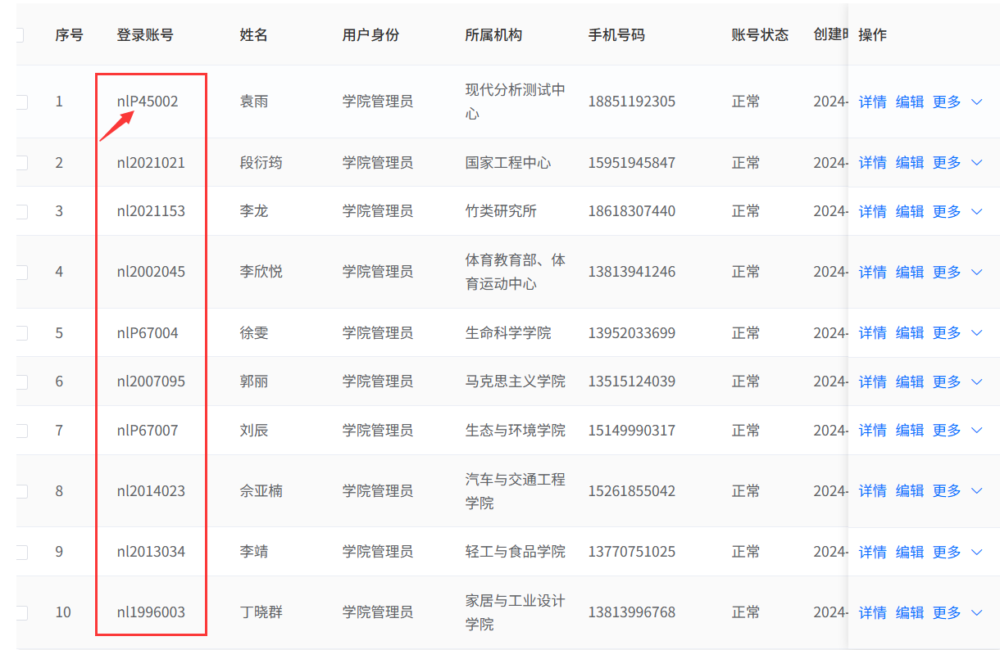 序号 登录账号 姓名 用户身份 所属机构 手机号码 账号状态 创建时 操作
1 nlP45002 袁雨 学院管理员 现代分析测试中 18851192305 正常 2024- 详情 编辑 更多
心
2 nl2021021 段衍筠 学院管理员 国家工程中心 15951945847 正常 2024- 详情 编辑 更多
3 nl2021153 李龙 学院管理员 竹类研究所 18618307440 正常 2024- 详情 编辑 更多
4 nl2002045 李欣悦 学院管理员 体育教育部、体 13813941246 正常 2024- 详情 编辑 更多
育运动中心
5 nlP67004 徐雯 学院管理员 生命科学学院 13952033699 正常 2024- 详情 编辑 更多
6 nl2007095 郭丽 学院管理员 马克思主义学院 13515124039 正常 2024- 详情 编辑 更多
7 nlP67007 刘辰 学院管理员 生态与环境学院 15149990317 正常 2024- 详情 编辑 更多
8 nl2014023 佘亚楠 学院管理员 汽车与交通工程 15261855042 正常 2024- 详情 编辑 更多
学院
9 nl2013034 李靖 学院管理员 轻工与食品学院 13770751025 正常 2024- 详情 编辑 更多
10 nl1996003 丁晓群 学院管理员 家居与工业设计 13813996768 正常 2024- 详情 编辑 更多
学院